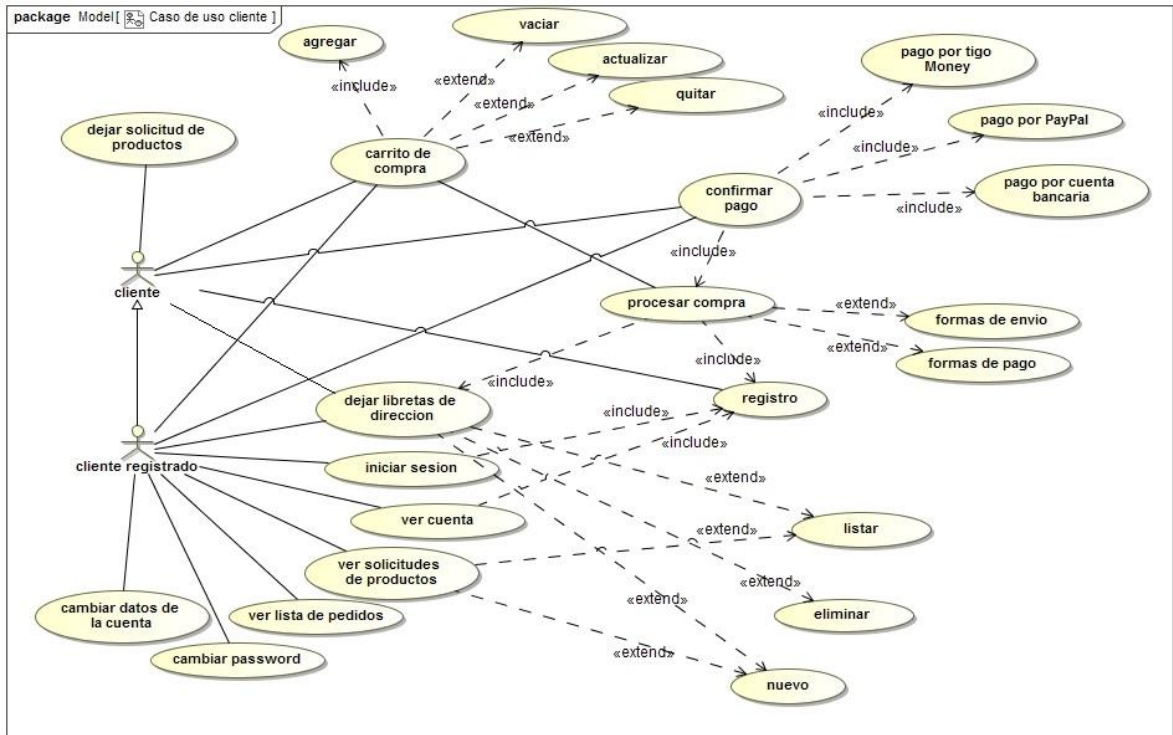 package Model[ Caso de uso cliente ]
agregar
vaciar
actualizar
quitar
«include»
«extend»
«extend»
«extend»
pago por tigo
Money
pago por PayPal
pago por cuenta
bancaria
«include»
«include»
«include»
dejar solicitud de
productos
carrito de
compra
confirmar
pago
«include»
cliente
procesar compra
«extend»
formas de envio
«extend»
formas de pago
«include»
«include»
dejar libretas de
direccion
registro
«include»
«include»
cliente registrado
iniciar sesion
ver cuenta
«extend»
«extend»
listar
ver solicitudes
de productos
«extend»
«extend»
eliminar
cambiar datos de
la cuenta
ver lista de pedidos
cambiar password
«extend»
nuevo